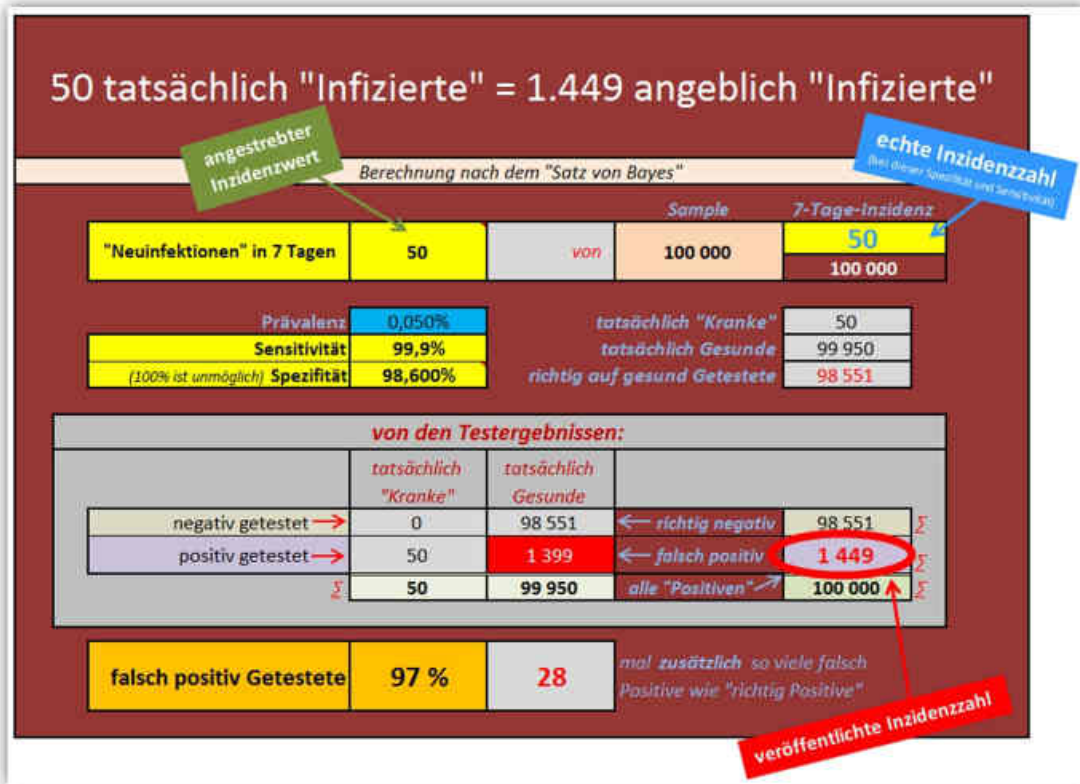 50 tatsächlich "Infizierte" = 1.449 angeblich "Infizierte"
angestrebter
Inzidenzwert
echte Inzidenzzahl
(bei dieser Spezifität und Sensitivität)
Berechnung nach dem "Satz von Bayes"
Sample 7-Tage-Inzidenz
"Neuinfektionen" in 7 Tagen 50 von 100 000 50
100 000
Prävalenz 0,050% tatsächlich "Kranke" 50
Sensitivität 99,9% tatsächlich Gesunde 99 950
(100% ist unmöglich) Spezifität 98,600% richtig auf gesund Getestete 98 551
von den Testergebnissen:
tatsächlich tatsächlich
"Kranke" Gesunde
negativ getestet → 0 98 551 ← richtig negativ 98 551 Σ
positiv getestet → 50 1 399 ← falsch positiv 1 449 Σ
Σ 50 99 950 alle "Positiven" 100 000 Σ
falsch positiv Getestete 97 % 28 mal zusätzlich so viele falsch
Positive wie "richtig Positive"
veröffentlichte Inzidenzzahl